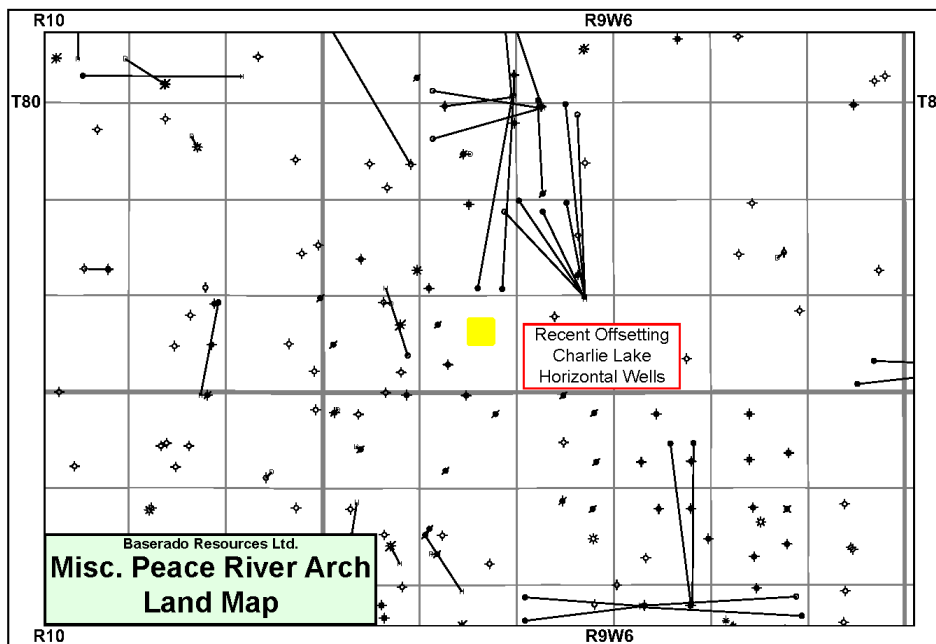 R10 R9W6
T80 T8
Recent Offsetting
Charlie Lake
Horizontal Wells
Baserado Resources Ltd.
Misc. Peace River Arch
Land Map
R10 R9W6